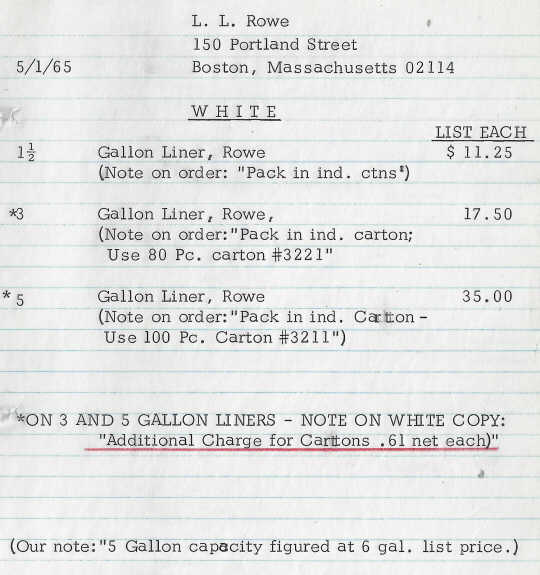 L. L. Rowe
150 Portland Street
5/1/65 Boston, Massachusetts 02114
WHITE
LIST EACH
1½ Gallon Liner, Rowe $ 11.25
(Note on order: "Pack in ind. ctns")
*3 Gallon Liner, Rowe, 17.50
(Note on order:"Pack in ind. carton;
Use 80 Pc. carton #3221"
* 5 Gallon Liner, Rowe 35.00
(Note on order:"Pack in ind. Carton -
Use 100 Pc. Carton #3211")
*ON 3 AND 5 GALLON LINERS - NOTE ON WHITE COPY:
"Additional Charge for Carttons .61 net each)"
(Our note:"5 Gallon capacity figured at 6 gal. list price.)